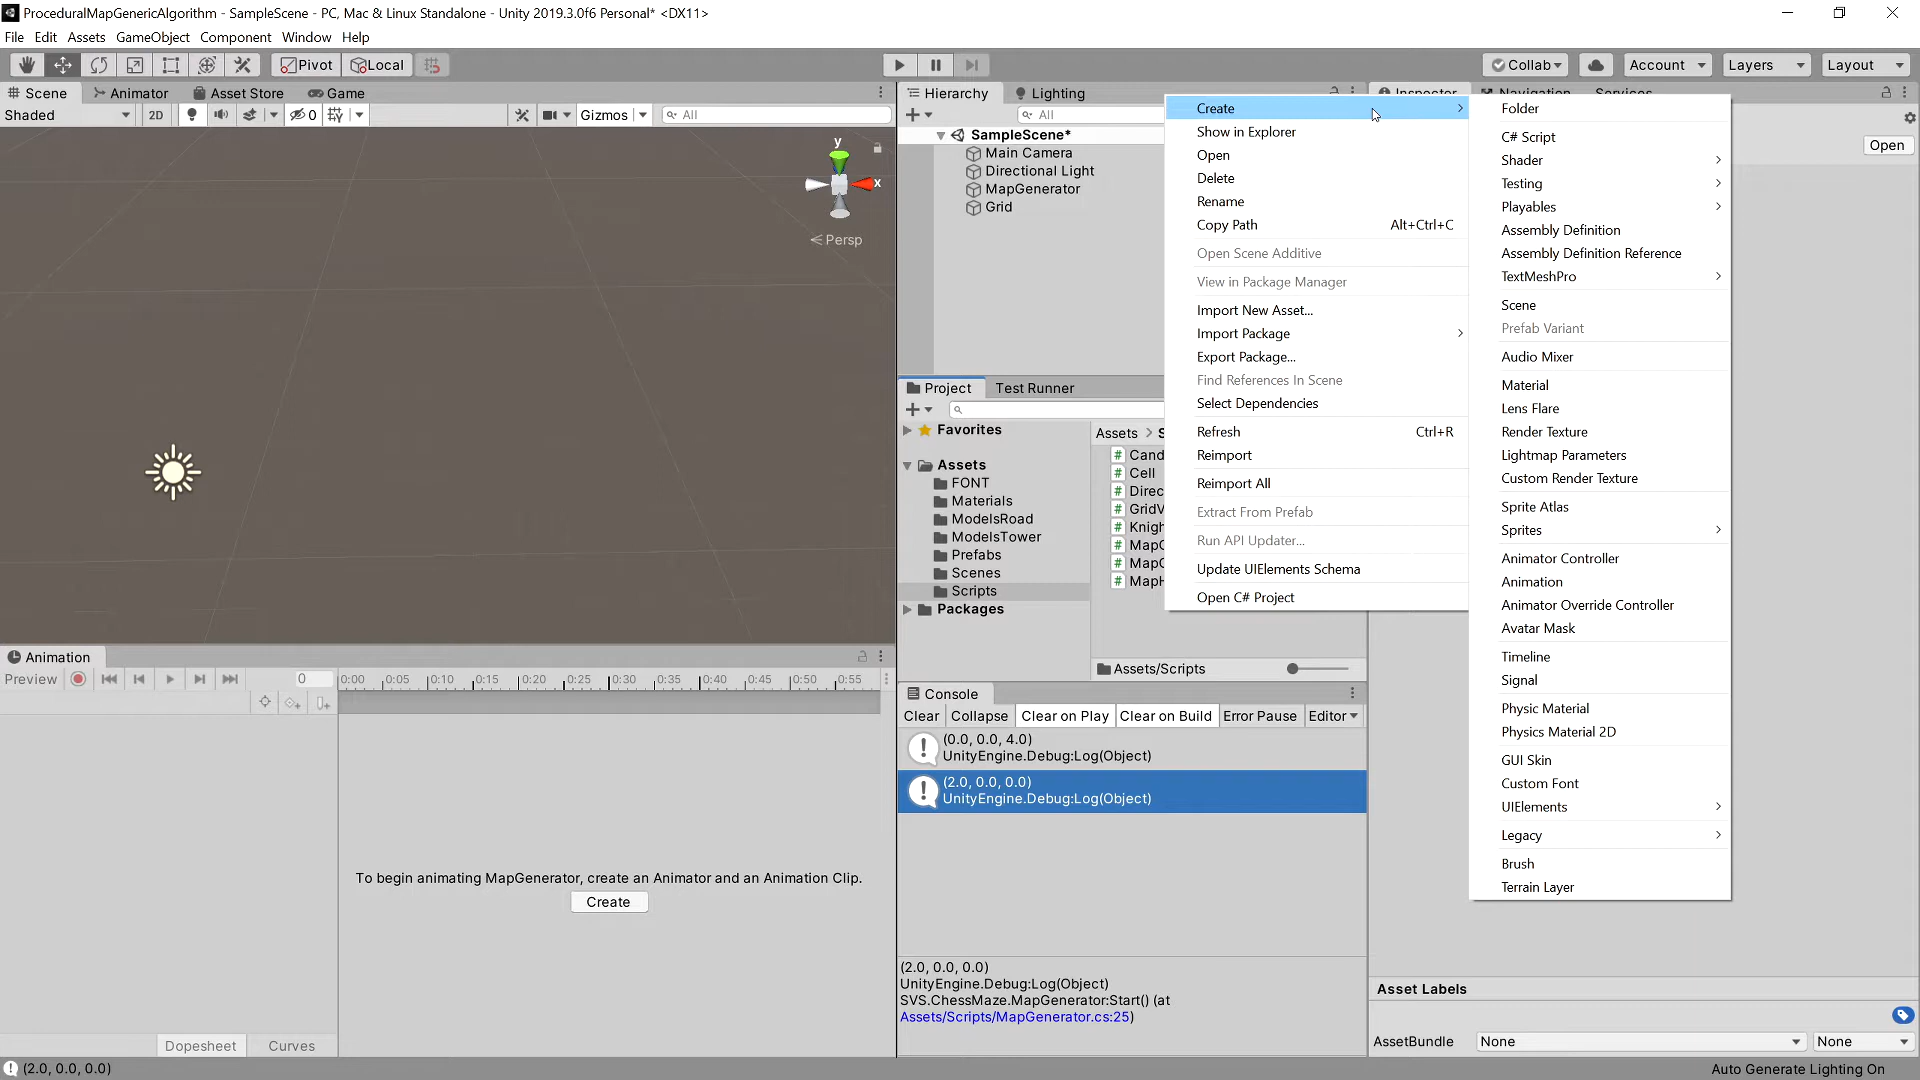 ProceduralMapGenericAlgorithm - SampleScene - PC, Mac & Linux Standalone - Unity 2019.3.0f6 Personal* <DX11>
File Edit Assets GameObject Component Window Help
Pivot Local Collab Account Layers Layout
Scene Animator Asset Store Game
Shaded 2D 0 Gizmos All
y
x
Persp
Hierarchy Lighting
All
SampleScene*
Main Camera
Directional Light
MapGenerator
Grid
Project Test Runner
Favorites
Assets
FONT
Materials
ModelsRoad
ModelsTower
Prefabs
Scenes
Scripts
Packages
Assets > S
Cand
Cell
Direc
GridV
Knigh
MapG
MapG
MapH
Assets/Scripts
Create
Show in Explorer
Open
Delete
Rename
Copy Path Alt+Ctrl+C
Open Scene Additive
View in Package Manager
Import New Asset...
Import Package
Export Package...
Find References In Scene
Select Dependencies
Refresh Ctrl+R
Reimport
Reimport All
Extract From Prefab
Run API Updater...
Update UIElements Schema
Open C# Project
Folder
C# Script
Shader
Testing
Playables
Assembly Definition
Assembly Definition Reference
TextMeshPro
Scene
Prefab Variant
Audio Mixer
Material
Lens Flare
Render Texture
Lightmap Parameters
Custom Render Texture
Sprite Atlas
Sprites
Animator Controller
Animation
Animator Override Controller
Avatar Mask
Timeline
Signal
Physic Material
Physics Material 2D
GUI Skin
Custom Font
UIElements
Legacy
Brush
Terrain Layer
Inspector Navigation Services
Open
Animation
Preview 0 0:00 0:05 0:10 0:15 0:20 0:25 0:30 0:35 0:40 0:45 0:50 0:55
To begin animating MapGenerator, create an Animator and an Animation Clip.
Create
Dopesheet Curves
Console
Clear Collapse Clear on Play Clear on Build Error Pause Editor
(0.0, 0.0, 4.0)
UnityEngine.Debug:Log(Object)
(2.0, 0.0, 0.0)
UnityEngine.Debug:Log(Object)
(2.0, 0.0, 0.0)
UnityEngine.Debug:Log(Object)
SVS.ChessMaze.MapGenerator:Start() (at
Assets/Scripts/MapGenerator.cs:25)
Asset Labels
AssetBundle None None
(2.0, 0.0, 0.0)
Auto Generate Lighting On